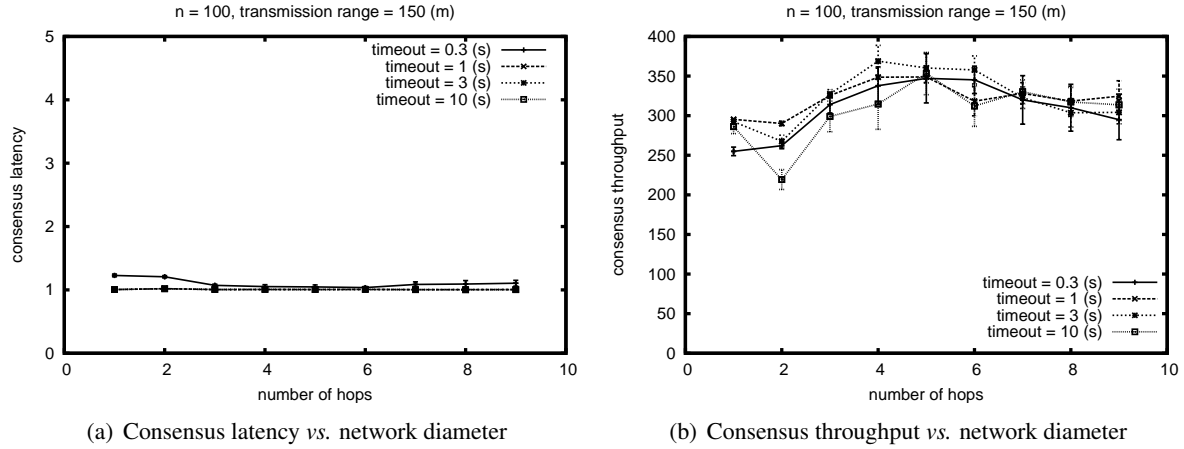 n = 100, transmission range = 150 (m)
5
4
3
2
1
0
consensus latency
timeout = 0.3 (s)
timeout = 1 (s)
timeout = 3 (s)
timeout = 10 (s)
0 2 4 6 8 10
number of hops
(a) Consensus latency vs. network diameter
n = 100, transmission range = 150 (m)
400
350
300
250
200
150
100
50
0
consensus throughput
timeout = 0.3 (s)
timeout = 1 (s)
timeout = 3 (s)
timeout = 10 (s)
0 2 4 6 8 10
number of hops
(b) Consensus throughput vs. network diameter